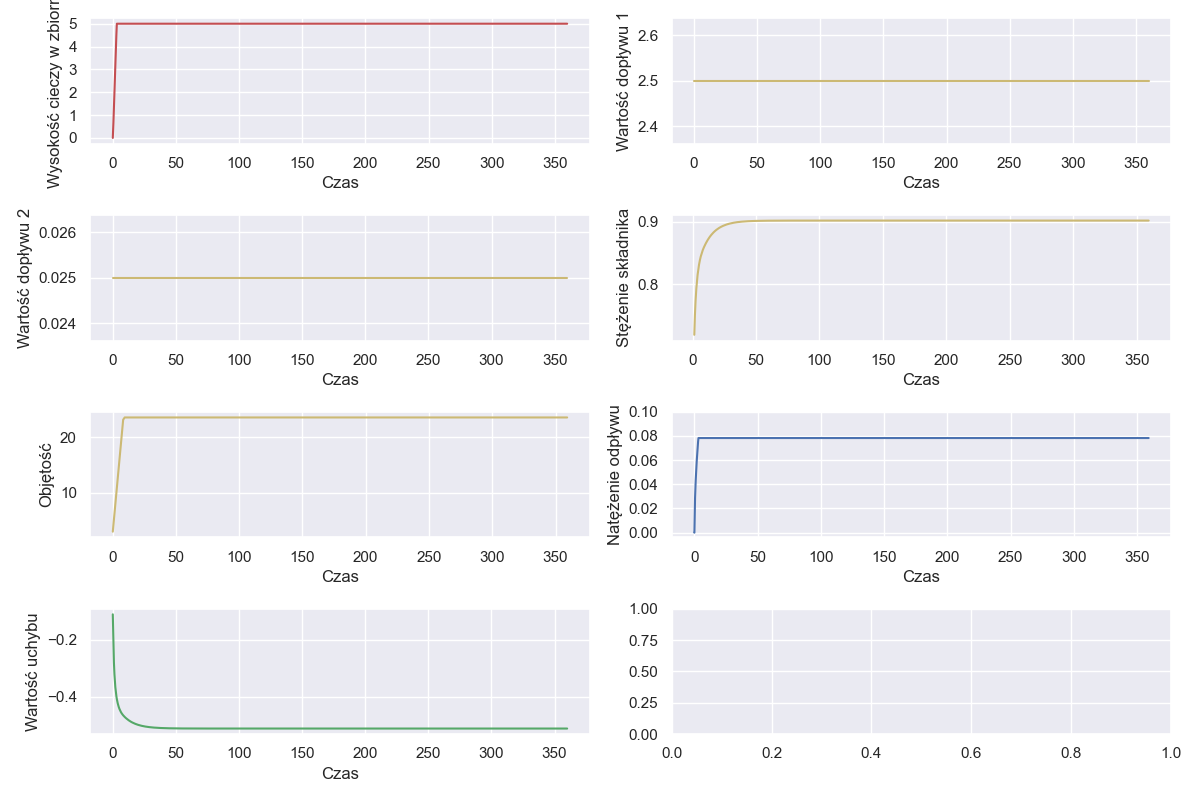 Wysokość cieczy w zbiorn
5
4
3
2
1
0
0 50 100 150 200 250 300 350
Czas
Wartość dopływu 1
2.6
2.5
2.4
0 50 100 150 200 250 300 350
Czas
Wartość dopływu 2
0.026
0.025
0.024
0 50 100 150 200 250 300 350
Czas
Stężenie składnika
0.9
0.8
0 50 100 150 200 250 300 350
Czas
Objętość
20
10
0 50 100 150 200 250 300 350
Czas
Natężenie odpływu
0.10
0.08
0.06
0.04
0.02
0.00
0 50 100 150 200 250 300 350
Czas
Wartość uchybu
−0.2
−0.4
0 50 100 150 200 250 300 350
Czas
1.00
0.75
0.50
0.25
0.00
0.0 0.2 0.4 0.6 0.8 1.0